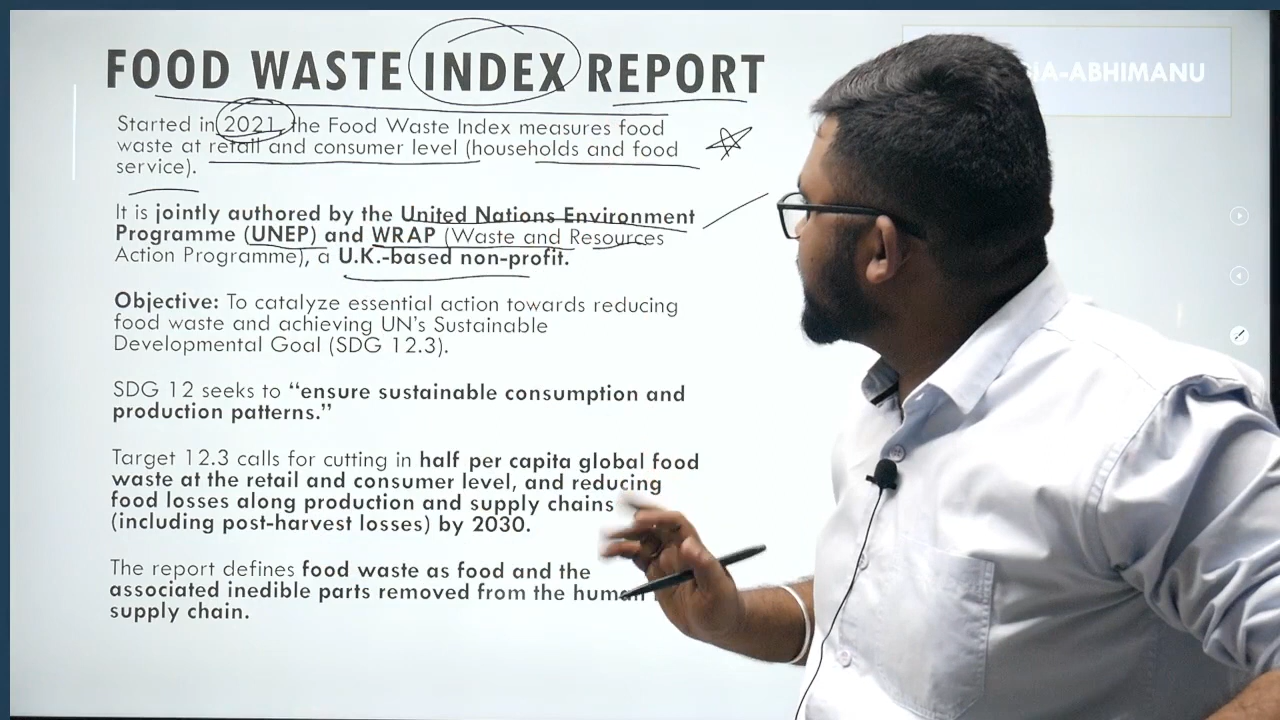 FOOD WASTE INDEX REPORT
-ABHIMANU
Started in 2021, the Food Waste Index measures food
waste at retail and consumer level (households and food
service).
It is jointly authored by the United Nations Environment
Programme (UNEP) and WRAP (Waste and Resources
Action Programme), a U.K.-based non-profit.
Objective: To catalyze essential action towards reducing
food waste and achieving UN's Sustainable
Developmental Goal (SDG 12.3).
SDG 12 seeks to “ensure sustainable consumption and
production patterns.”
Target 12.3 calls for cutting in half per capita global food
waste at the retail and consumer level, and reducing
food losses along production and supply chains
(including post-harvest losses) by 2030.
The report defines food waste as food and the
associated inedible parts removed from the human
supply chain.